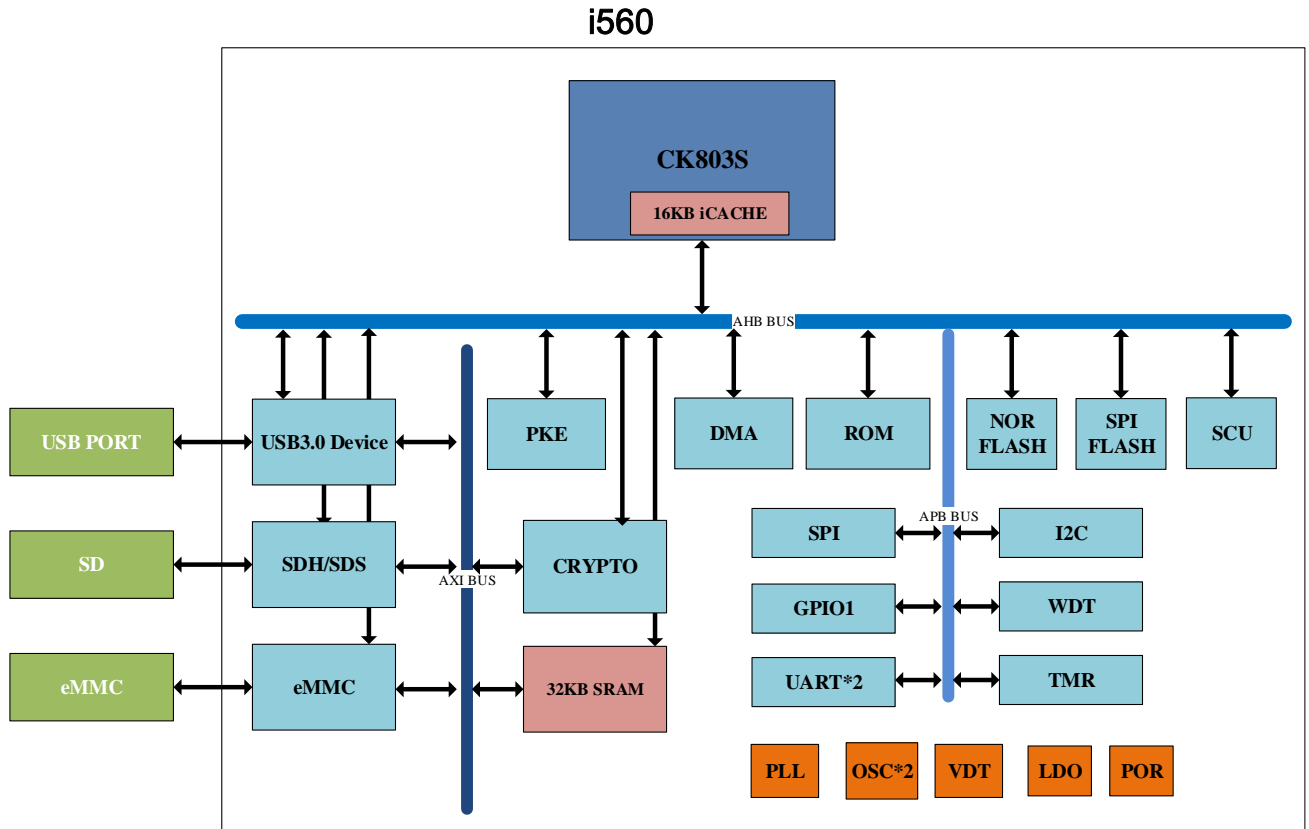 i560
CK803S
16KB iCACHE
AHB BUS
USB PORT
USB3.0 Device
PKE
DMA
ROM
NOR
FLASH
SPI
FLASH
SCU
SD
SDH/SDS
AXI BUS
CRYPTO
SPI
APB BUS
I2C
GPIO1
WDT
eMMC
eMMC
32KB SRAM
UART*2
TMR
PLL
OSC*2
VDT
LDO
POR